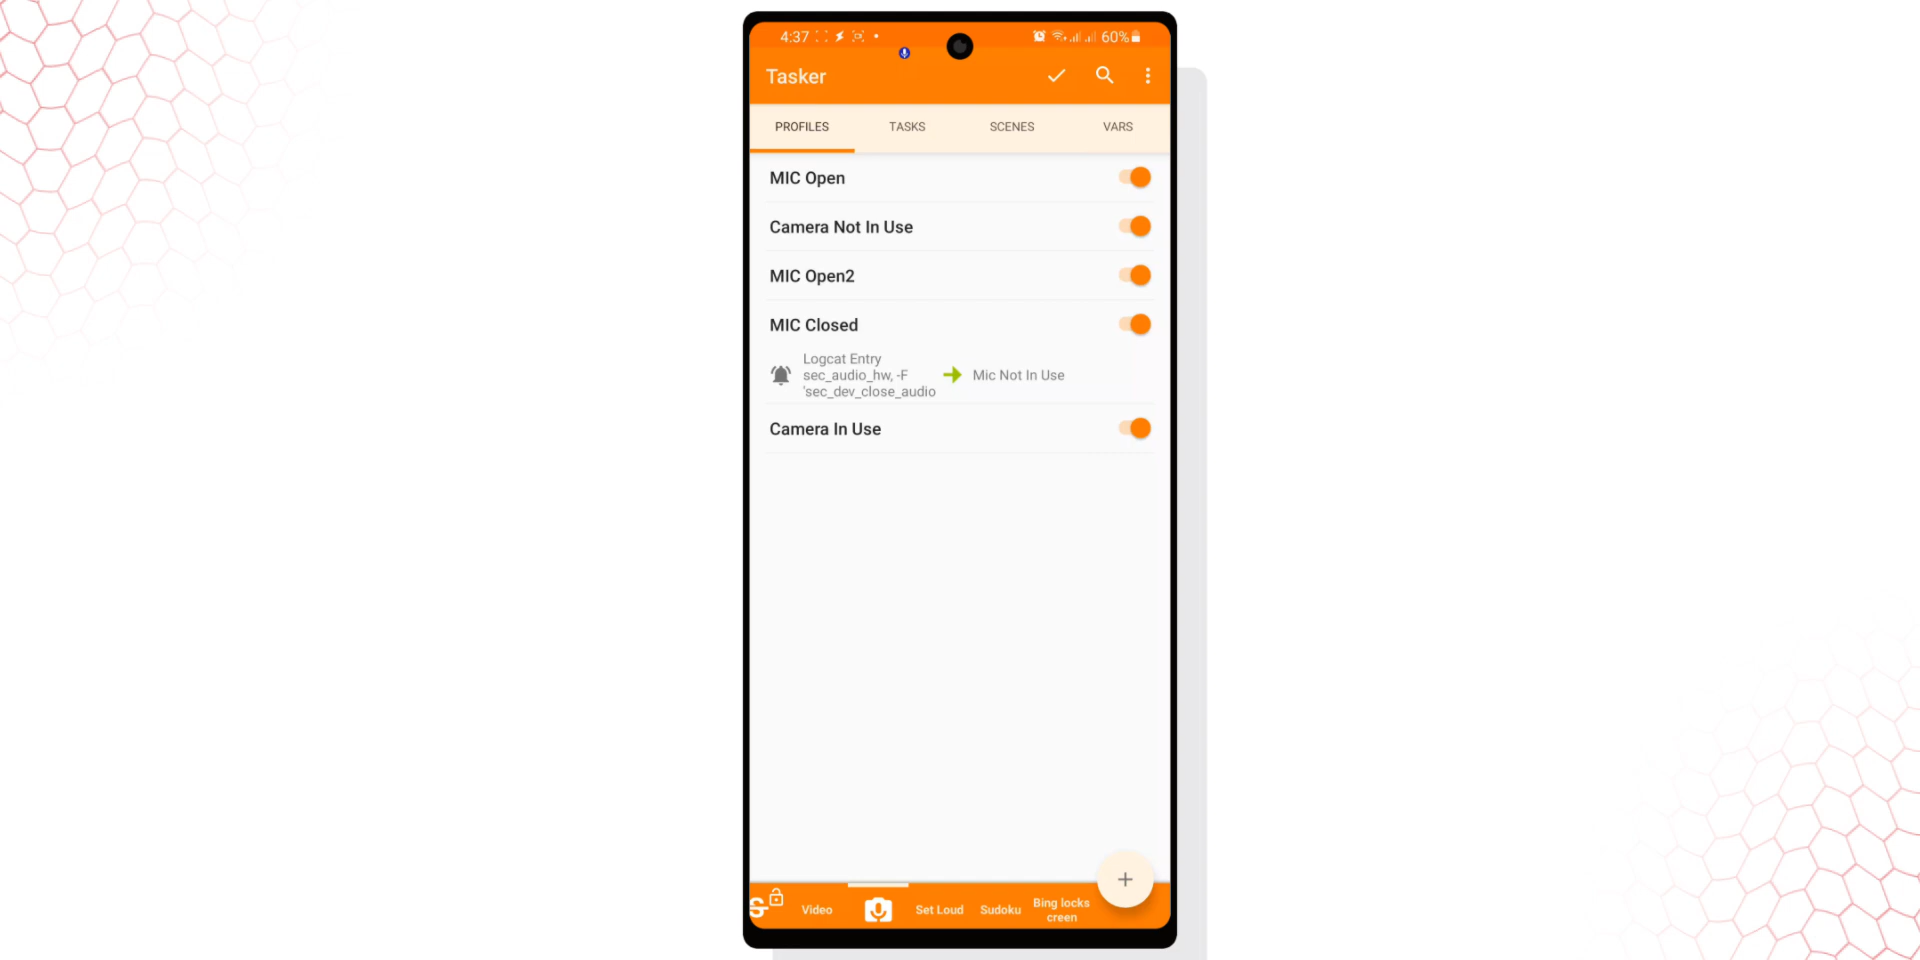 4:37
60%
Tasker
PROFILES TASKS SCENES VARS
MIC Open
Camera Not In Use
MIC Open2
MIC Closed
Logcat Entry
sec_audio_hw, -F
'sec_dev_close_audio
Mic Not In Use
Camera In Use
Video
Set Loud
Sudoku
Bing locks
creen